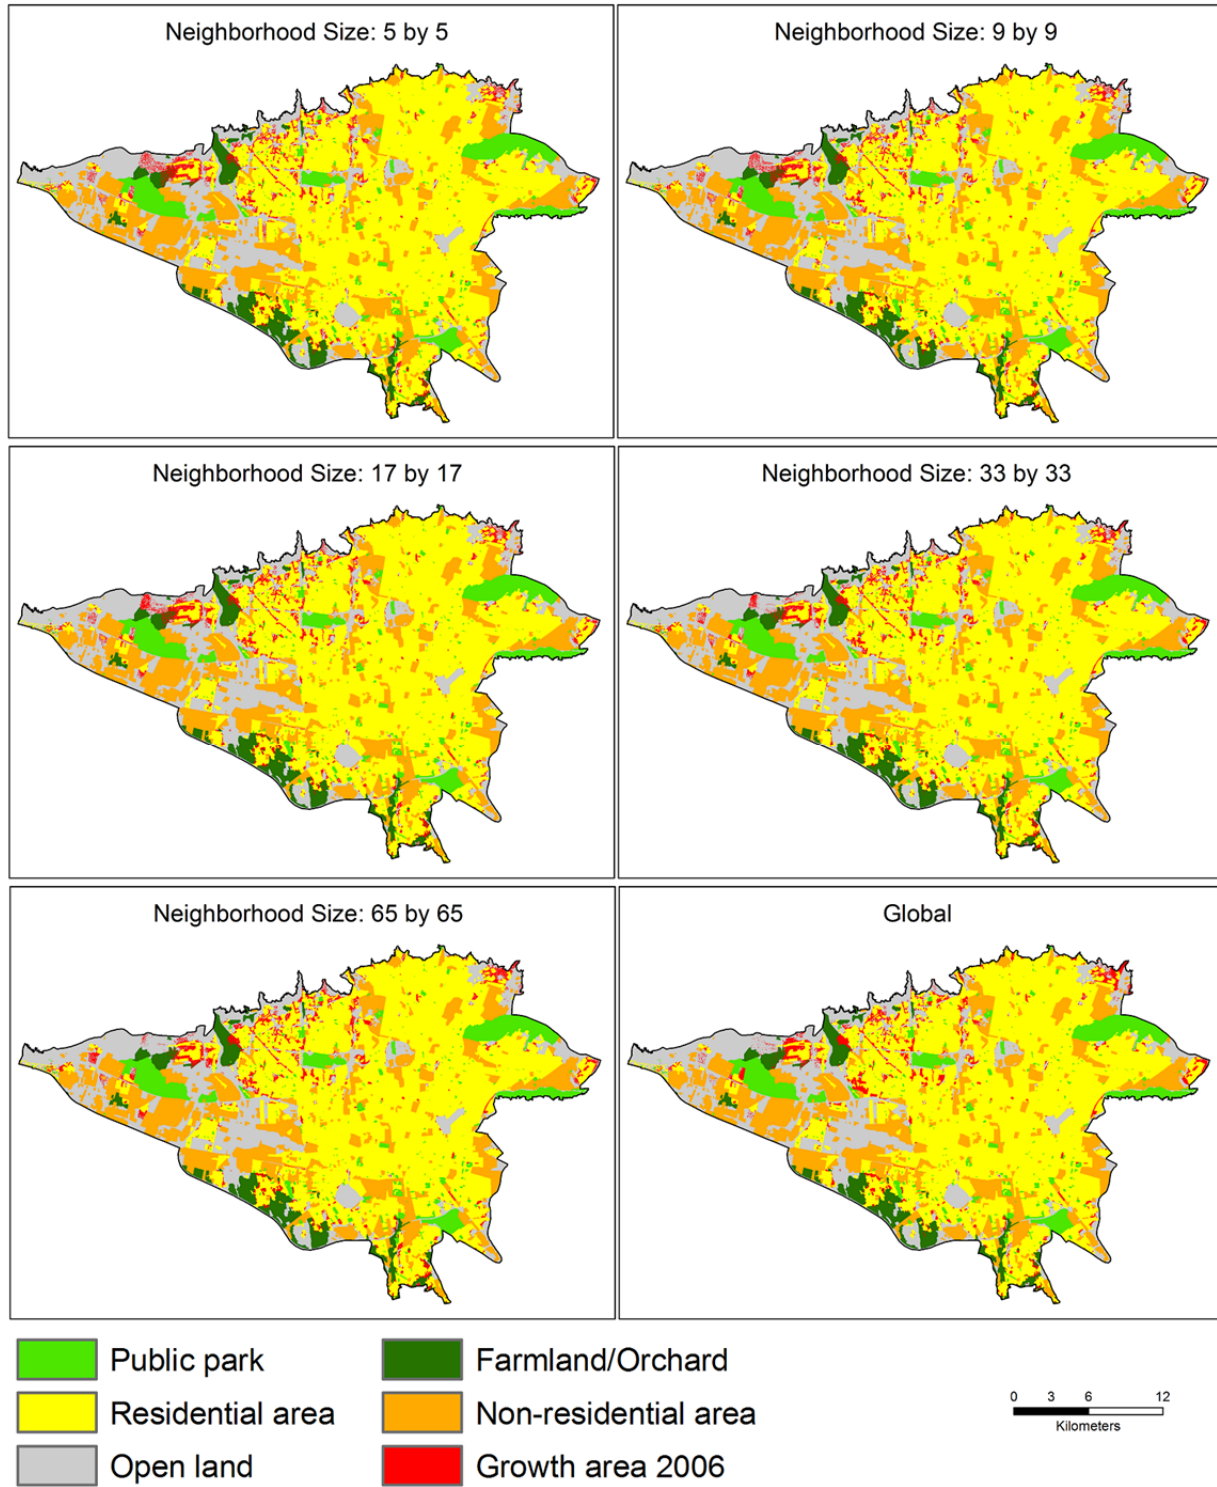 Neighborhood Size: 5 by 5
Neighborhood Size: 9 by 9
Neighborhood Size: 17 by 17
Neighborhood Size: 33 by 33
Neighborhood Size: 65 by 65
Global
Public park
Farmland/Orchard
Residential area
Non-residential area
Open land
Growth area 2006
0 3 6 12
Kilometers